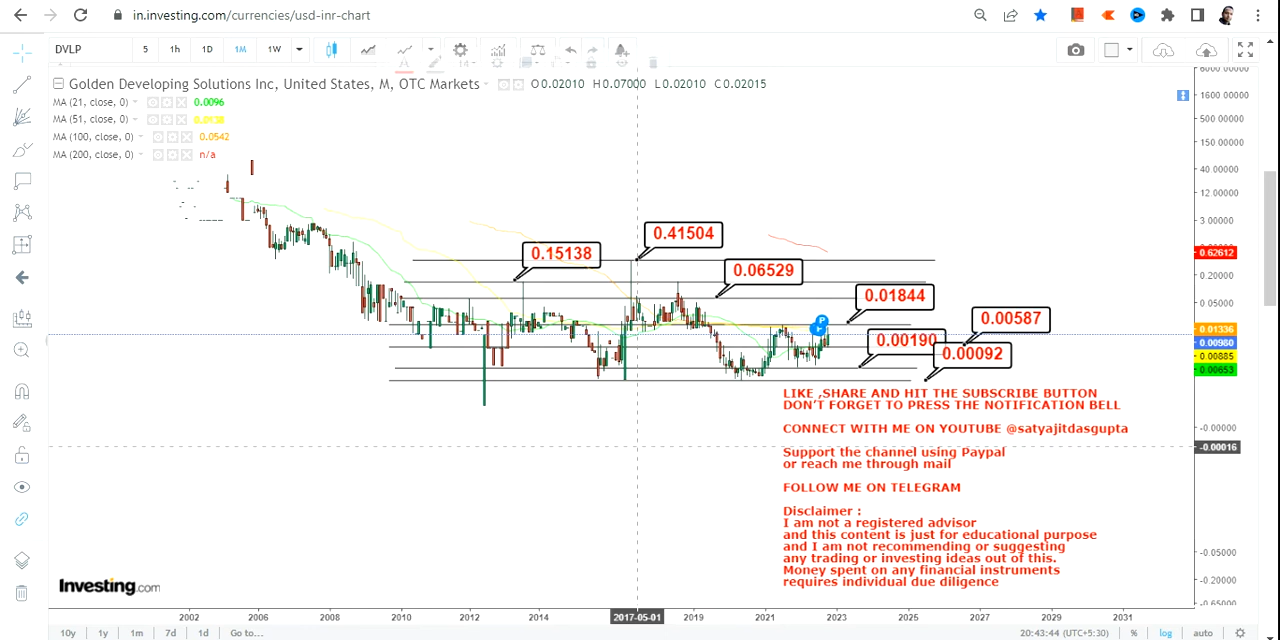 in.investing.com/currencies/usd-inr-chart
DVLP 5 1h 1D 1M 1W
Golden Developing Solutions Inc, United States, M, OTC Markets O0.02010 H0.07000 L0.02010 C0.02015
MA (21, close, 0) 0.0096
MA (51, close, 0) 0.0138
MA (100, close, 0) 0.0542
MA (200, close, 0) n/a
1600.00000
500.00000
150.00000
40.00000
12.00000
3.00000
0.62612
0.20000
0.05000
0.01336
0.00980
0.00885
0.00653
-0.00000
-0.00016
-0.05000
-0.20000
-0.65000
0.41504
0.15138
0.06529
0.01844
0.00587
0.00190
0.00092
P
LIKE ,SHARE AND HIT THE SUBSCRIBE BUTTON
DON'T FORGET TO PRESS THE NOTIFICATION BELL
CONNECT WITH ME ON YOUTUBE @satyajitdasgupta
Support the channel using Paypal
or reach me through mail
FOLLOW ME ON TELEGRAM
Disclaimer :
I am not a registered advisor
and this content is just for educational purpose
and I am not recommending or suggesting
any trading or investing ideas out of this.
Money spent on any financial instruments
requires individual due diligence
Investing.com
2002 2006 2008 2010 2012 2014 2017-05-01 2019 2021 2023 2025 2027 2029 2031
10y 1y 1m 7d 1d Go to... 20:43:44 (UTC+5:30) % log auto